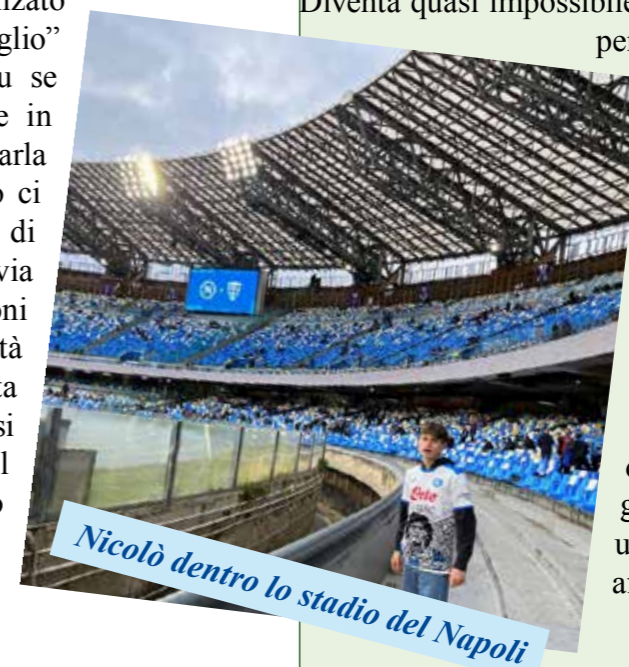 glio”
u se
e in
arla
o ci
di
via
oni
tà
ta
si
l
o
Diventa quasi impossibile
Lete
Nicolò dentro lo stadio del Napoli